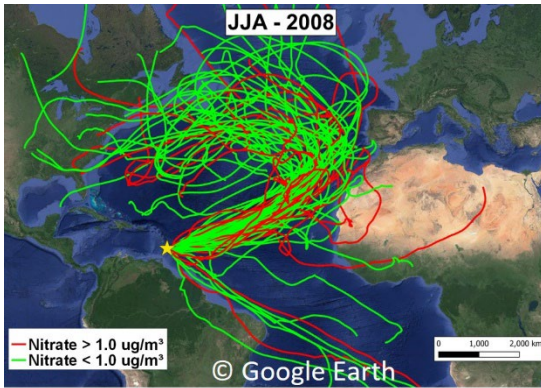 JJA - 2008
Nitrate > 1.0 ug/m³
Nitrate < 1.0 ug/m³
© Google Earth
0 1,000 2,000 km